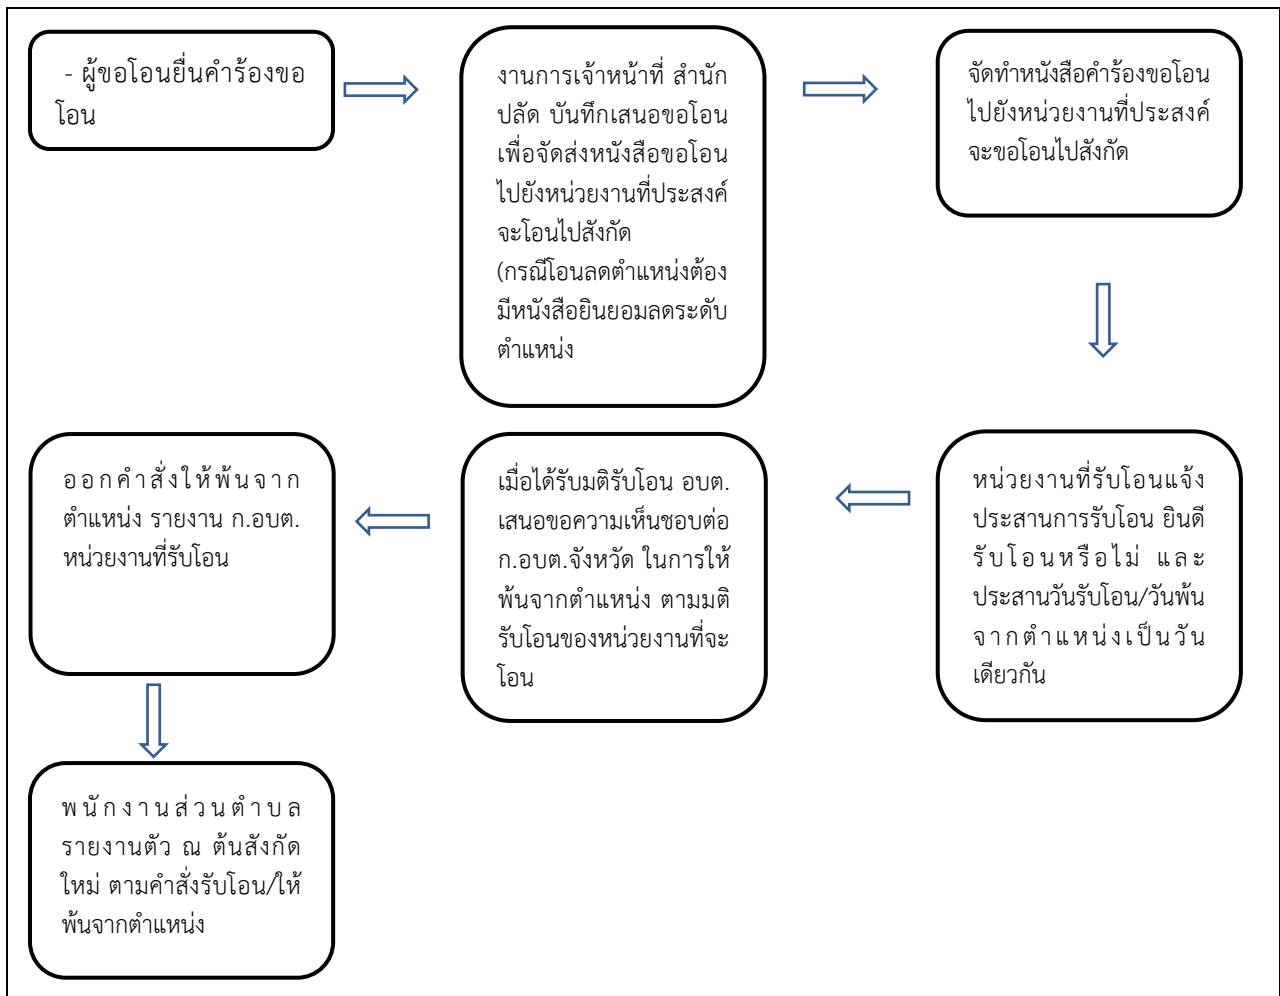 - ผู้ขอโอนยื่นคำร้องขอ
โอน
งานการเจ้าหน้าที่ สำนัก
ปลัด บันทึกเสนอขอโอน
เพื่อจัดส่งหนังสือขอโอน
ไปยังหน่วยงานที่ประสงค์
จะโอนไปสังกัด
(กรณีโอนลดตำแหน่งต้อง
มีหนังสือยินยอมลดระดับ
ตำแหน่ง
จัดทำหนังสือคำร้องขอโอน
ไปยังหน่วยงานที่ประสงค์
จะขอโอนไปสังกัด
หน่วยงานที่รับโอนแจ้ง
ประสานการรับโอน ยินดี
รับโอนหรือไม่ และ
ประสานวันรับโอน/วันพ้น
จากตำแหน่งเป็นวัน
เดียวกัน
เมื่อได้รับมติรับโอน อบต.
เสนอขอความเห็นชอบต่อ
ก.อบต.จังหวัด ในการให้
พ้นจากตำแหน่ง ตามมติ
รับโอนของหน่วยงานที่จะ
โอน
ออกคำสั่งให้พ้นจาก
ตำแหน่ง รายงาน ก.อบต.
หน่วยงานที่รับโอน
พนักงานส่วนตำบล
รายงานตัว ณ ต้นสังกัด
ใหม่ ตามคำสั่งรับโอน/ให้
พ้นจากตำแหน่ง